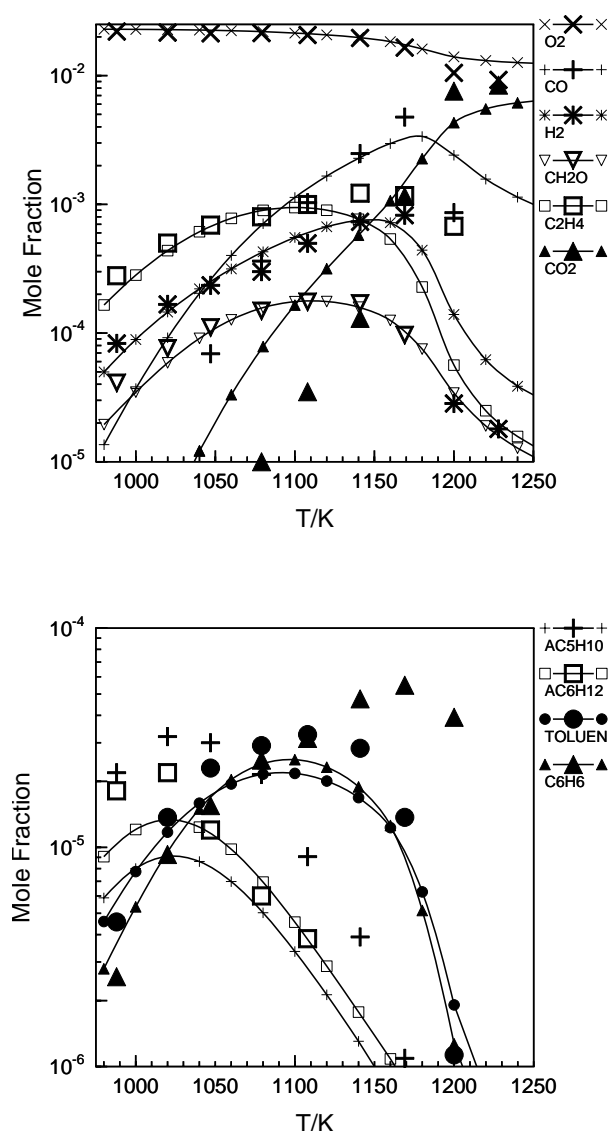 10-2
10-3
10-4
10-5
Mole Fraction
1000 1050 1100 1150 1200 1250
T/K
O2
CO
H2
CH2O
C2H4
CO2
10-4
10-5
10-6
Mole Fraction
1000 1050 1100 1150 1200 1250
T/K
AC5H10
AC6H12
TOLUEN
C6H6